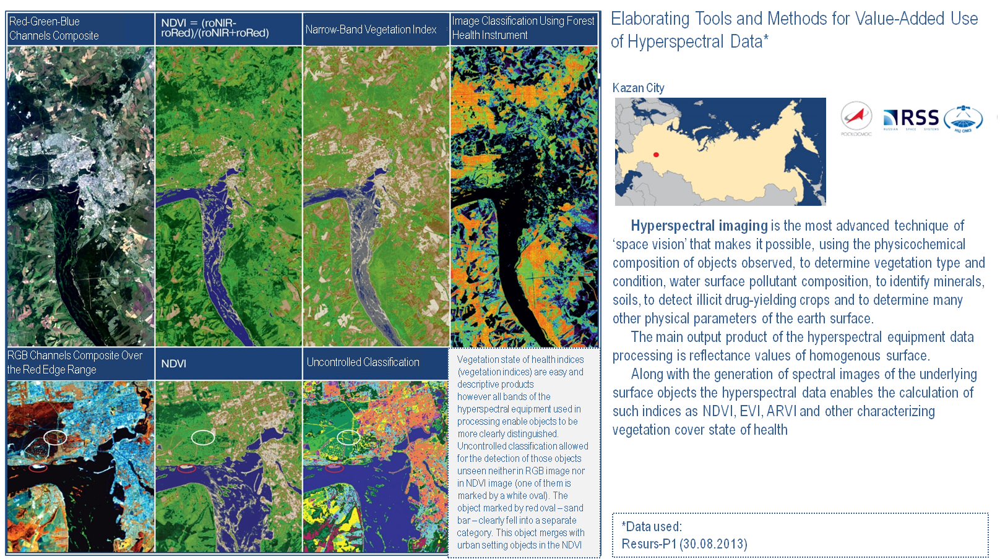 Red-Green-Blue
Channels Composite
NDVI = (roNIR-
roRed)/(roNIR+roRed)
Narrow-Band Vegetation Index
Image Classification Using Forest
Health Instrument
RGB Channels Composite Over
the Red Edge Range
NDVI
Uncontrolled Classification
Vegetation state of health indices
(vegetation indices) are easy and
descriptive products
however all bands of the
hyperspectral equipment used in
processing enable objects to be
more clearly distinguished.
Uncontrolled classification allowed
for the detection of those objects
unseen neither in RGB image nor
in NDVI image (one of them is
marked by a white oval). The
object marked by red oval – sand
bar – clearly fell into a separate
category. This object merges with
urban setting objects in the NDVI
Elaborating Tools and Methods for Value-Added Use
of Hyperspectral Data*
Kazan City
РОСКОСМОС
RSS
RUSSIAN SPACE SYSTEMS
НЦ ОМЗ
Hyperspectral imaging is the most advanced technique of
‘space vision’ that makes it possible, using the physicochemical
composition of objects observed, to determine vegetation type and
condition, water surface pollutant composition, to identify minerals,
soils, to detect illicit drug-yielding crops and to determine many
other physical parameters of the earth surface.
The main output product of the hyperspectral equipment data
processing is reflectance values of homogenous surface.
Along with the generation of spectral images of the underlying
surface objects the hyperspectral data enables the calculation of
such indices as NDVI, EVI, ARVI and other characterizing
vegetation cover state of health
*Data used:
Resurs-P1 (30.08.2013)